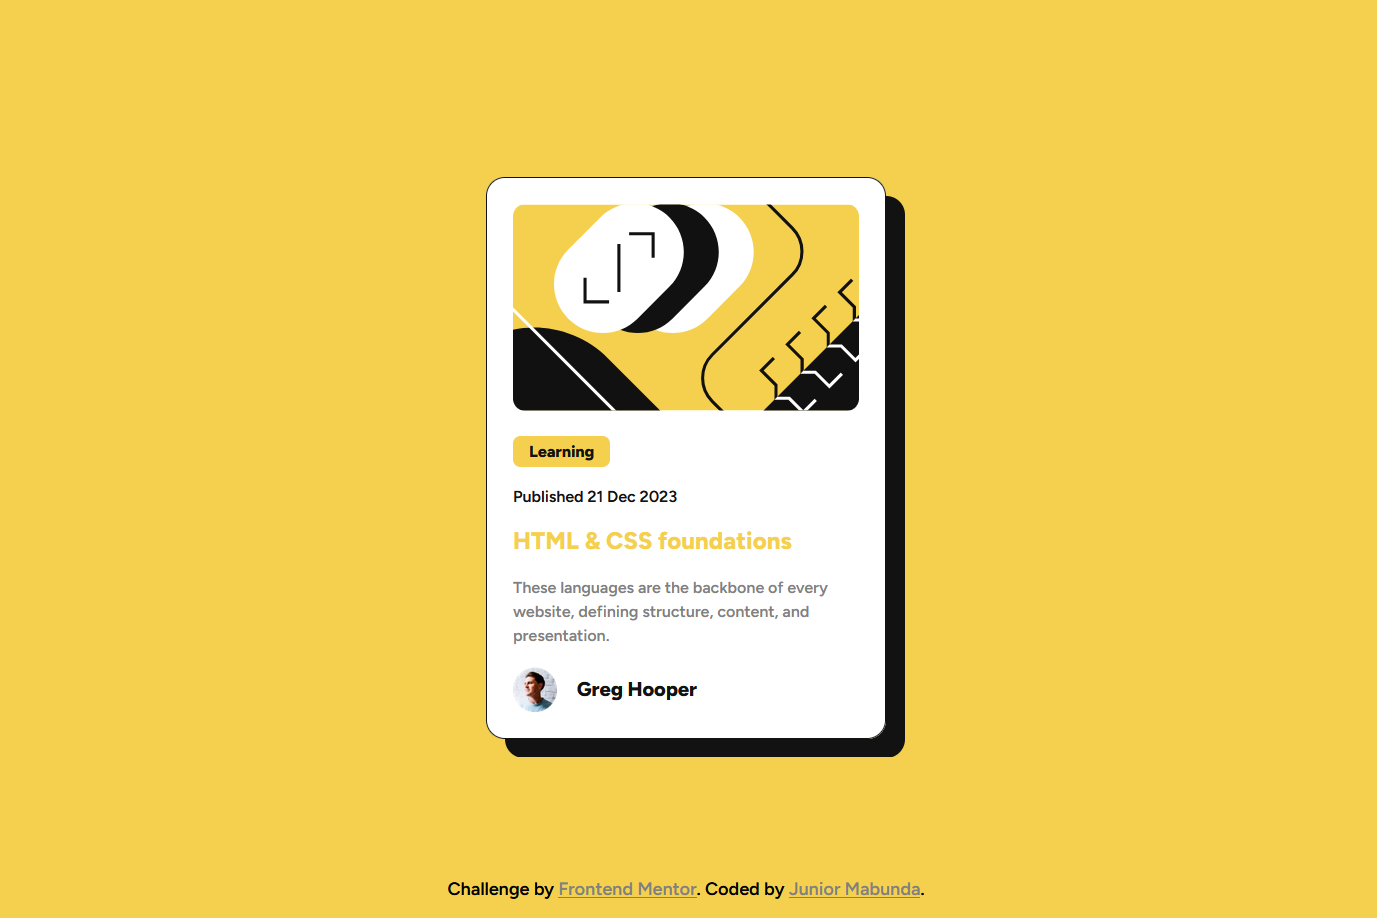 Learning
Published 21 Dec 2023
HTML & CSS foundations
These languages are the backbone of every
website, defining structure, content, and
presentation.
Greg Hooper
Challenge by Frontend Mentor. Coded by Junior Mabunda.